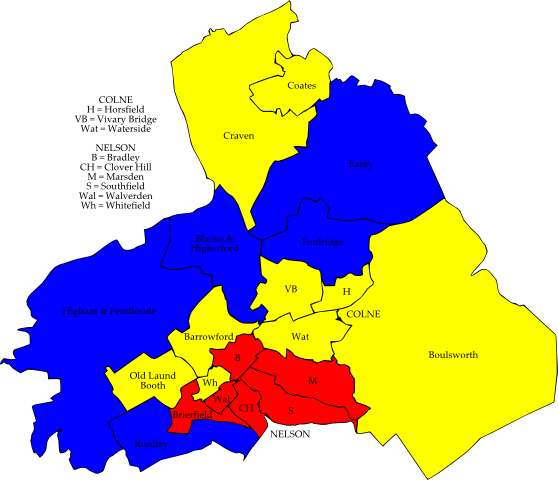 Coates
COLNE
H = Horsfield
VB = Vivary Bridge
Wat = Waterside
Craven
NELSON
B = Bradley
CH = Clover Hill
M = Marsden
S = Southfield
Wal = Walverden
Wh = Whitefield
Earby
Blacko &
Higherford
Foulridge
VB
H
Higham & Pendleside
COLNE
Barrowford
Wat
Boulsworth
B
Old Laund
Booth
Wh
M
Wal
CH
S
Brierfield
NELSON
Reedley